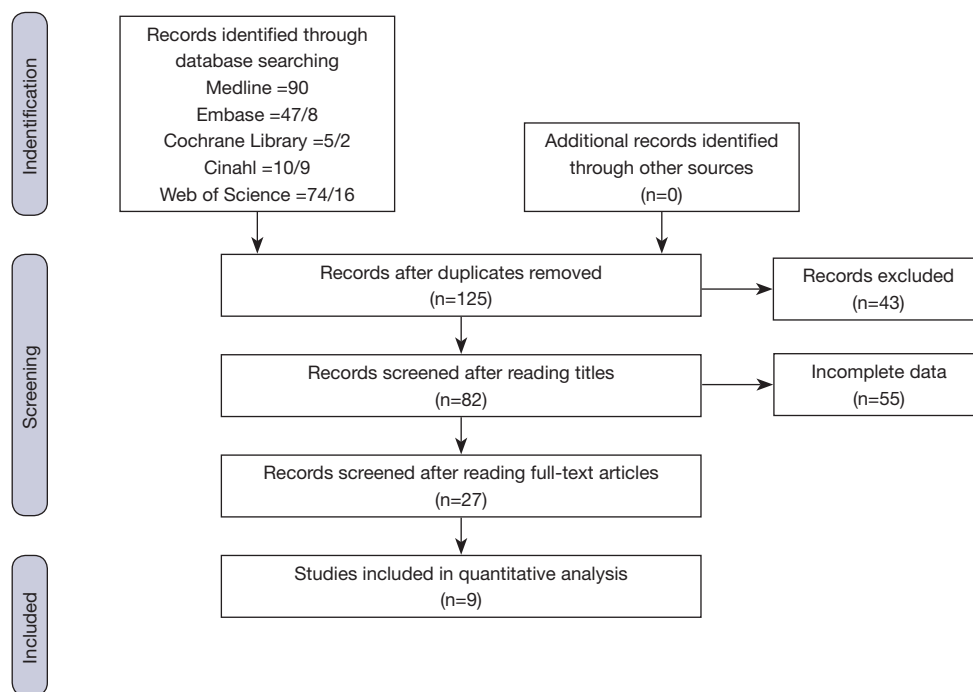 Indentification
Records identified through
database searching
Medline =90
Embase =47/8
Cochrane Library =5/2
Cinahl =10/9
Web of Science =74/16
Additional records identified
through other sources
(n=0)
Screening
Records after duplicates removed
(n=125)
Records excluded
(n=43)
Records screened after reading titles
(n=82)
Incomplete data
(n=55)
Records screened after reading full-text articles
(n=27)
Included
Studies included in quantitative analysis
(n=9)